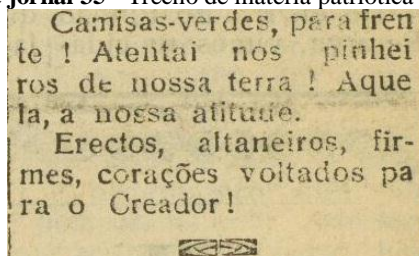 jornal 35 - Trecho de matéria patriótica
Camisas-verdes, para fren
te ! Atentai nos pinhei
ros de nossa terra ! Aque
la, a nossa atitude.
Erectos, altaneiros, fir-
mes, corações voltados pa
ra o Creador !